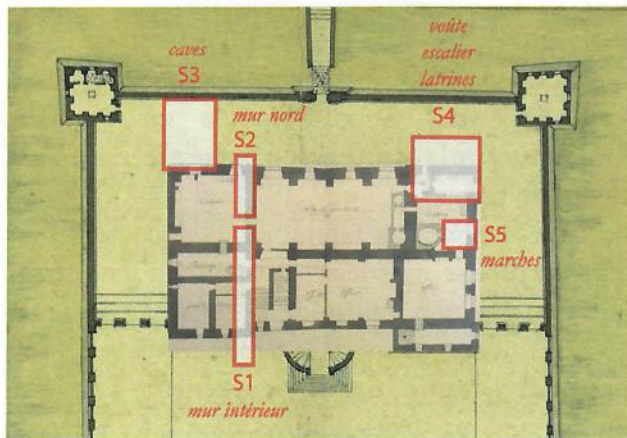 caves
S3
voûte
escalier
latrines
S4
mur nord
S2
S5
marches
S1
mur intérieur